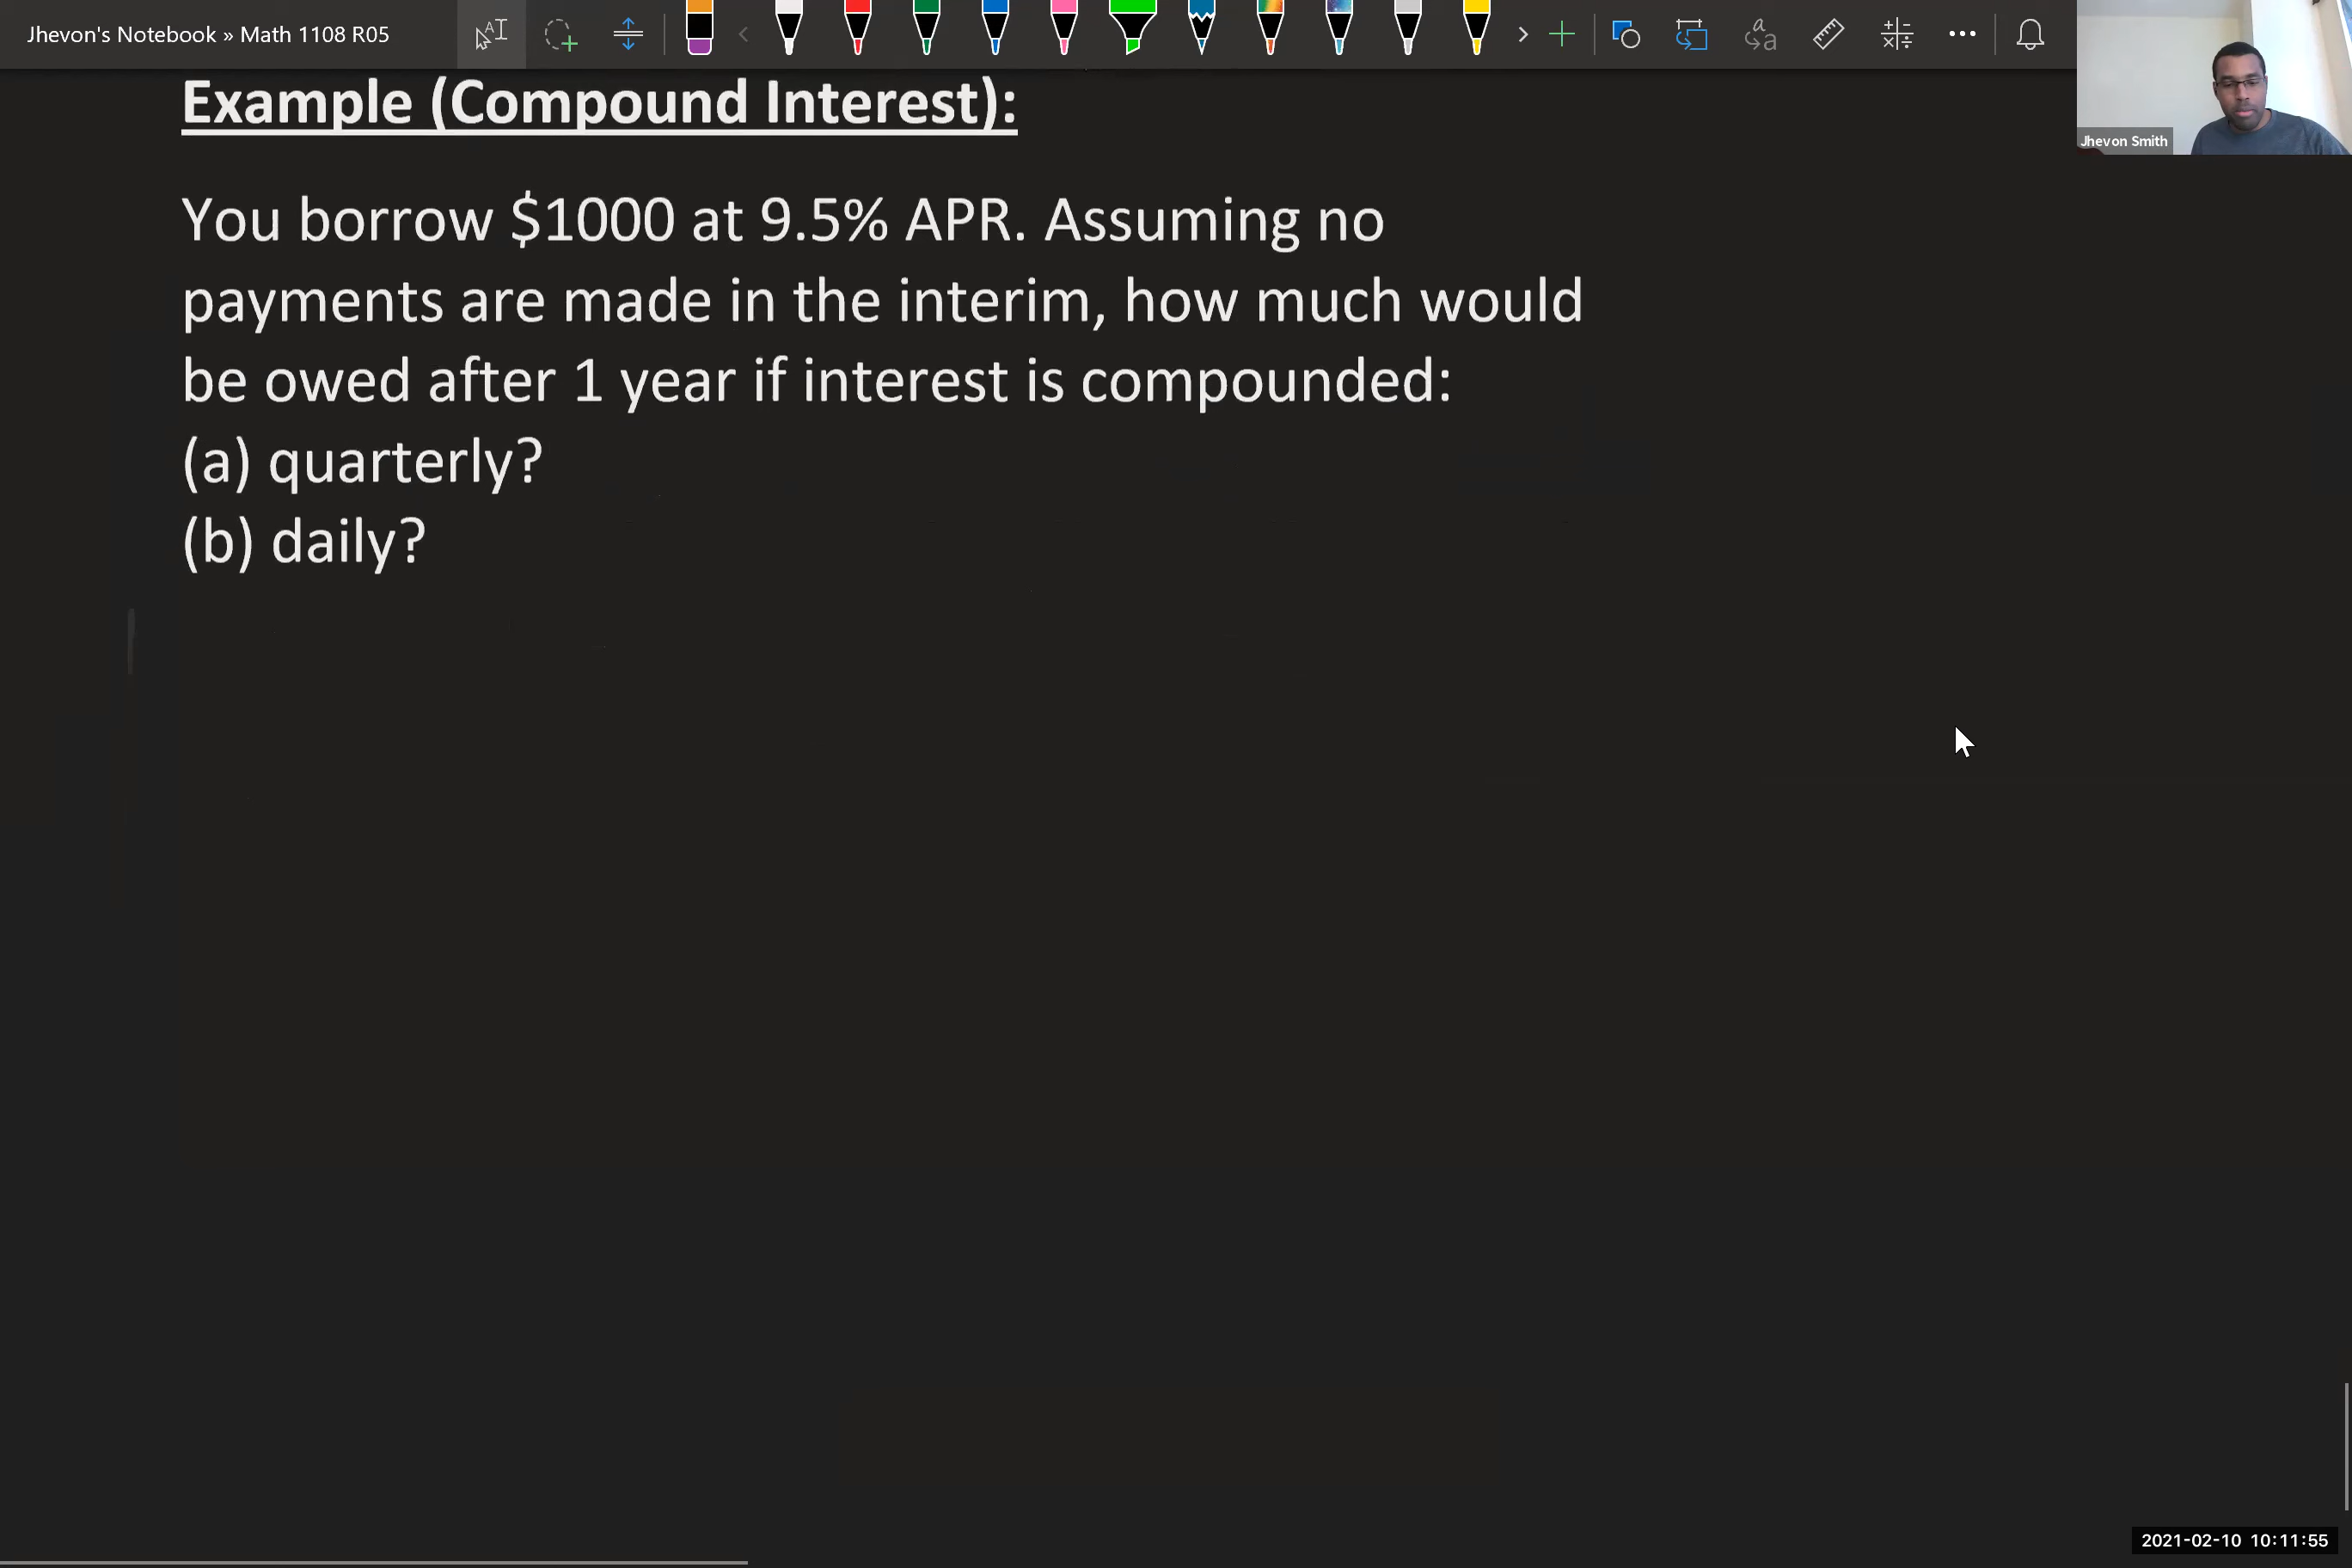 Jhevon's Notebook » Math 1108 R05
Example (Compound Interest):
Jhevon Smith
You borrow $1000 at 9.5% APR. Assuming no
payments are made in the interim, how much would
be owed after 1 year if interest is compounded:
(a) quarterly?
(b) daily?
2021-02-10 10:11:55